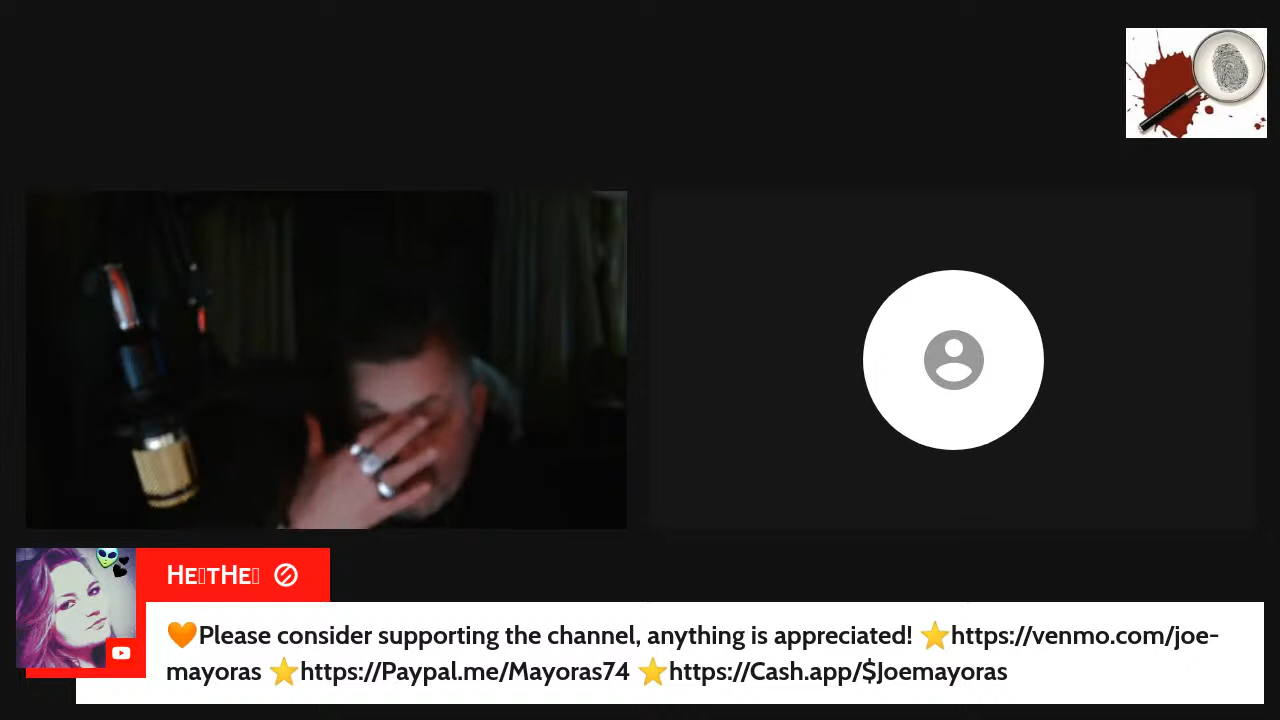 HE▯THE▯
🧡Please consider supporting the channel, anything is appreciated! ⭐https://venmo.com/joe-
mayoras ⭐https://Paypal.me/Mayoras74 ⭐https://Cash.app/$Joemayoras